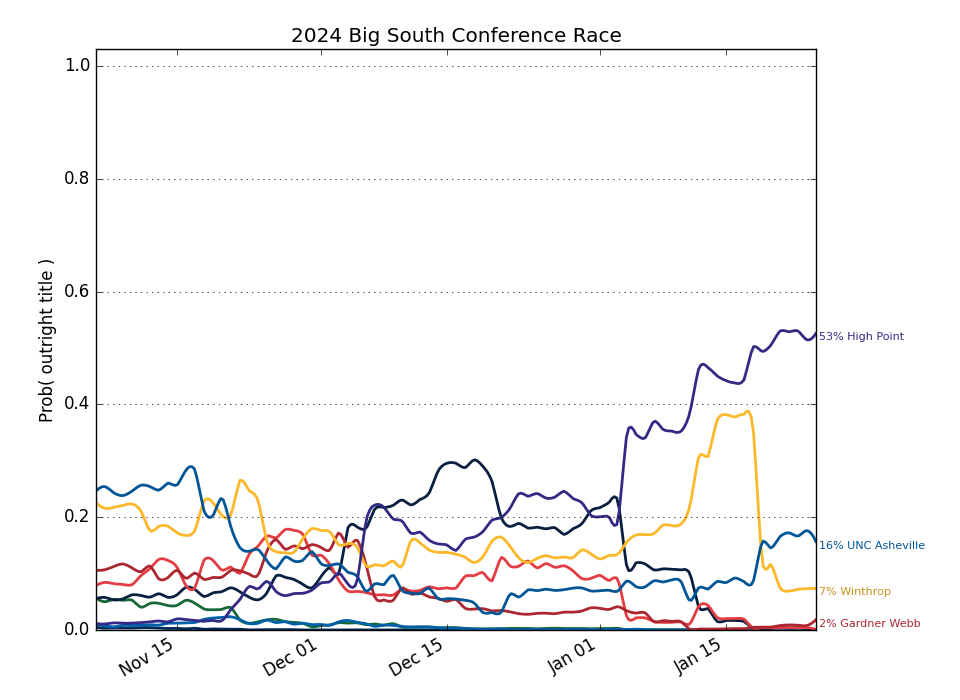 2024 Big South Conference Race
Prob( outright title )
1.0
0.8
0.6
0.4
0.2
0.0
53% High Point
16% UNC Asheville
7% Winthrop
2% Gardner Webb
Nov 15
Dec 01
Dec 15
Jan 01
Jan 15